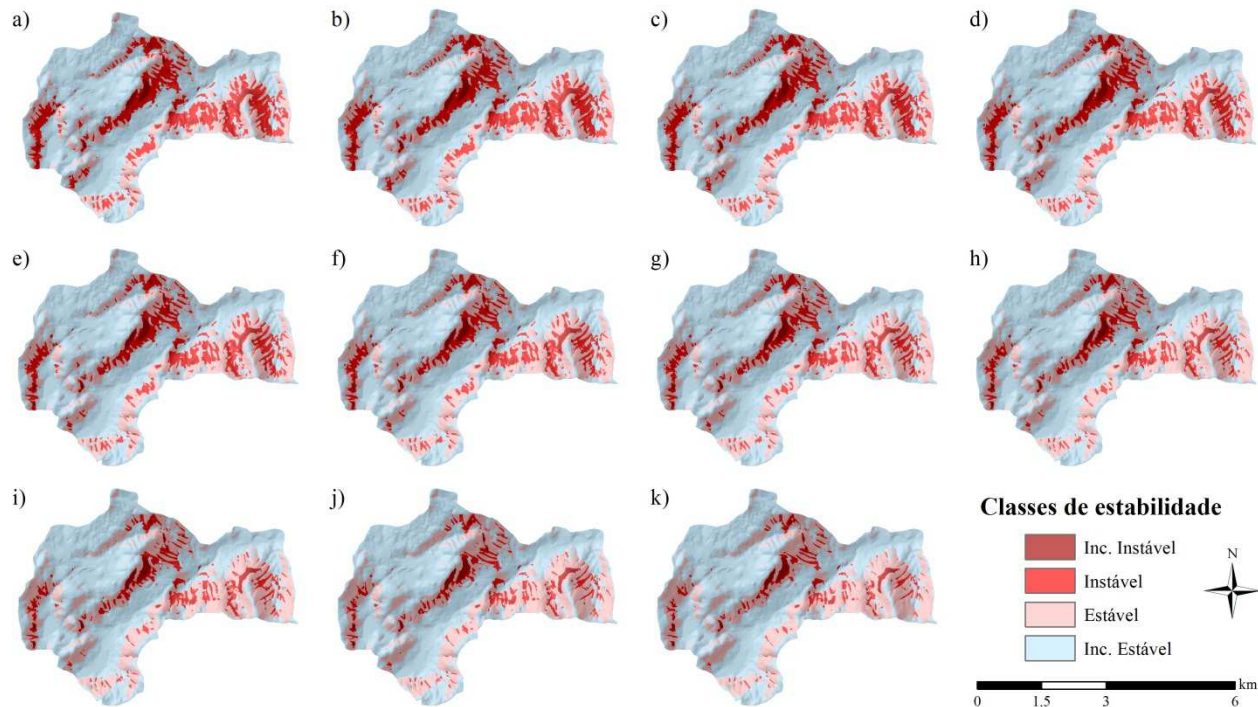 a)
b)
c)
d)
e)
f)
g)
h)
i)
j)
k)
Classes de estabilidade
Inc. Instável
Instável
Estável
Inc. Estável
N
km
0 1.5 3 6